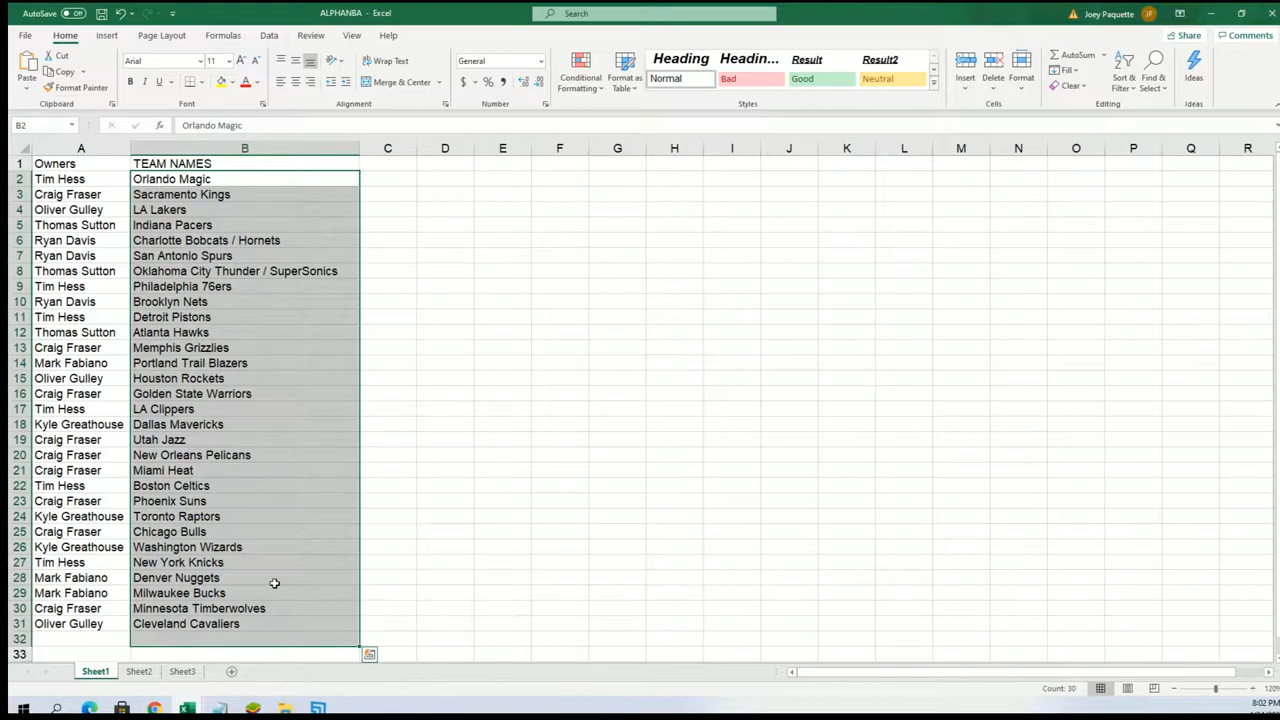 AutoSave Off ALPHANBA - Excel Search Joey Paquette JP
File Home Insert Page Layout Formulas Data Review View Help Share Comments
Paste Cut Copy Format Painter Clipboard
Arial 11 A A B I U A Font
Wrap Text Merge & Center Alignment
General $ % Number
Conditional Formatting Format as Table
Heading Headin... Result Result2
Normal Bad Good Neutral
Styles
Insert Delete Format Cells
AutoSum Fill Clear Sort & Filter Find & Select Editing
Ideas Ideas
B2 fx Orlando Magic
A B C D E F G H I J K L M N O P Q R
1 Owners TEAM NAMES
2 Tim Hess Orlando Magic
3 Craig Fraser Sacramento Kings
4 Oliver Gulley LA Lakers
5 Thomas Sutton Indiana Pacers
6 Ryan Davis Charlotte Bobcats / Hornets
7 Ryan Davis San Antonio Spurs
8 Thomas Sutton Oklahoma City Thunder / SuperSonics
9 Tim Hess Philadelphia 76ers
10 Ryan Davis Brooklyn Nets
11 Tim Hess Detroit Pistons
12 Thomas Sutton Atlanta Hawks
13 Craig Fraser Memphis Grizzlies
14 Mark Fabiano Portland Trail Blazers
15 Oliver Gulley Houston Rockets
16 Craig Fraser Golden State Warriors
17 Tim Hess LA Clippers
18 Kyle Greathouse Dallas Mavericks
19 Craig Fraser Utah Jazz
20 Craig Fraser New Orleans Pelicans
21 Craig Fraser Miami Heat
22 Tim Hess Boston Celtics
23 Craig Fraser Phoenix Suns
24 Kyle Greathouse Toronto Raptors
25 Craig Fraser Chicago Bulls
26 Kyle Greathouse Washington Wizards
27 Tim Hess New York Knicks
28 Mark Fabiano Denver Nuggets
29 Mark Fabiano Milwaukee Bucks
30 Craig Fraser Minnesota Timberwolves
31 Oliver Gulley Cleveland Cavaliers
32
33
Sheet1 Sheet2 Sheet3
Count: 30 120%
8:02 PM